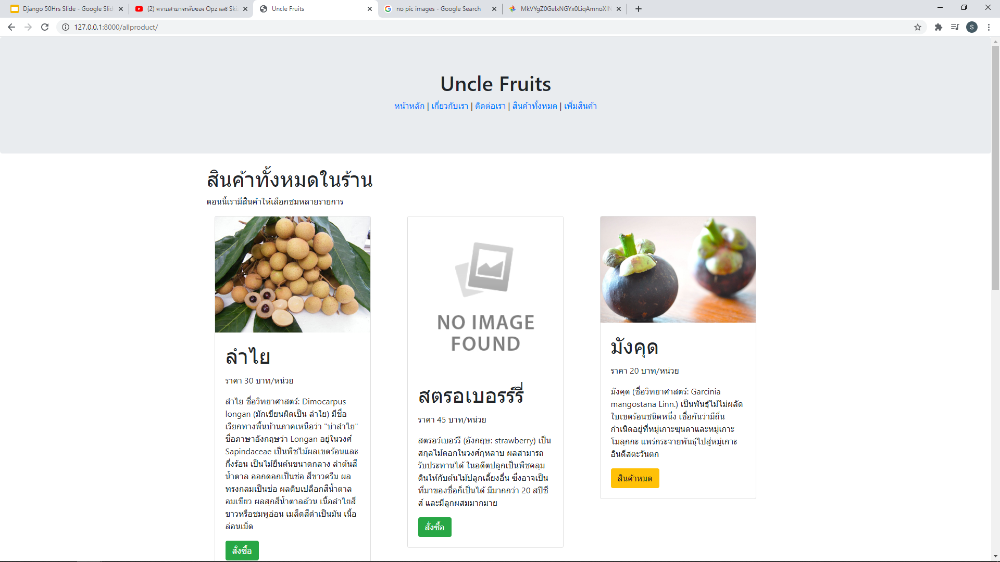 Django 50Hrs Slide - Google Slid
(2) ความสามารถลับของ Opz และ Ski
Uncle Fruits
no pic images - Google Search
127.0.0.1:8000/allproduct/
S
Uncle Fruits
หน้าหลัก | เกี่ยวกับเรา | ติดต่อเรา | สินค้าทั้งหมด | เพิ่มสินค้า
สินค้าทั้งหมดในร้าน
ตอนนี้เรามีสินค้าให้เลือกชมหลายรายการ
ลำไย
ราคา 30 บาท/หน่วย
ลำไย ชื่อวิทยาศาสตร์: Dimocarpus
longan (มักเขียนผิดเป็น ลำใย) มีชื่อ
เรียกทางพื้นบ้านภาคเหนือว่า "บ่าลำไย"
ชื่อภาษาอังกฤษว่า Longan อยู่ในวงศ์
Sapindaceae เป็นพืชไม้ผลเขตร้อนและ
กึ่งร้อน เป็นไม้ยืนต้นขนาดกลาง ลำต้นสี
น้ำตาล ออกดอกเป็นช่อ สีขาวครีม ผล
ทรงกลมเป็นช่อ ผลดิบเปลือกสีน้ำตาล
อมเขียว ผลสุกสีน้ำตาลล้วน เนื้อลำไยสี
ขาวหรือชมพูอ่อน เมล็ดสีดำเป็นมัน เนื้อ
ล่อนเม็ด
สั่งซื้อ
NO IMAGE
FOUND
สตรอเบอรร์รี่
ราคา 45 บาท/หน่วย
สตรอว์เบอร์รี (อังกฤษ: strawberry) เป็น
สกุลไม้ดอกในวงศ์กุหลาบ ผลสามารถ
รับประทานได้ ในอดีตปลูกเป็นพืชคลุม
ดินให้กับต้นไม้ปลูกเลี้ยงอื่น ซึ่งอาจเป็น
ที่มาของชื่อก็เป็นได้ มีมากกว่า 20 สปีชี
ส์ และมีลูกผสมมากมาย
สั่งซื้อ
มังคุด
ราคา 20 บาท/หน่วย
มังคุด (ชื่อวิทยาศาสตร์: Garcinia
mangostana Linn.) เป็นพันธุ์ไม้ไม่ผลัด
ใบเขตร้อนชนิดหนึ่ง เชื่อกันว่ามีถิ่น
กำเนิดอยู่ที่หมู่เกาะซุนดาและหมู่เกาะ
โมลุกกะ แพร่กระจายพันธุ์ไปสู่หมู่เกาะ
อินดีสตะวันตก
สินค้าหมด